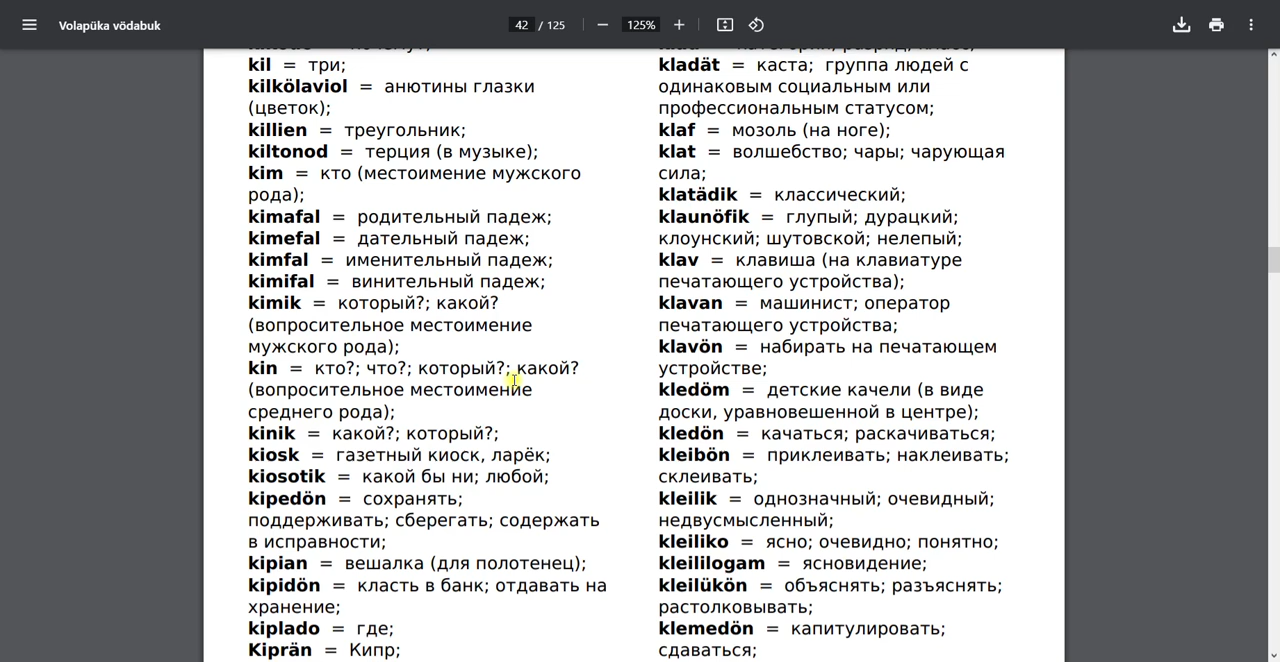 Volapüka vödabuk
42 / 125
125%
kil = три;
kilkölaviol = анютины глазки
(цветок);
killien = треугольник;
kiltonod = терция (в музыке);
kim = кто (местоимение мужского
рода);
kimafal = родительный падеж;
kimefal = дательный падеж;
kimfal = именительный падеж;
kimifal = винительный падеж;
kimik = который?; какой?
(вопросительное местоимение
мужского рода);
kin = кто?; что?; который?; какой?
(вопросительное местоимение
среднего рода);
kinik = какой?; который?;
kiosk = газетный киоск, ларёк;
kiosotik = какой бы ни; любой;
kipedön = сохранять;
поддерживать; сберегать; содержать
в исправности;
kipian = вешалка (для полотенец);
kipidön = класть в банк; отдавать на
хранение;
kiplado = где;
Kiprän = Кипр;
kladät = каста; группа людей с
одинаковым социальным или
профессиональным статусом;
klaf = мозоль (на ноге);
klat = волшебство; чары; чарующая
сила;
klatädik = классический;
klaunöfik = глупый; дурацкий;
клоунский; шутовской; нелепый;
klav = клавиша (на клавиатуре
печатающего устройства);
klavan = машинист; оператор
печатающего устройства;
klavön = набирать на печатающем
устройстве;
kledöm = детские качели (в виде
доски, уравновешенной в центре);
kledön = качаться; раскачиваться;
kleibön = приклеивать; наклеивать;
склеивать;
kleilik = однозначный; очевидный;
недвусмысленный;
kleiliko = ясно; очевидно; понятно;
kleililogam = ясновидение;
kleilükön = объяснять; разъяснять;
растолковывать;
klemedön = капитулировать;
сдаваться;